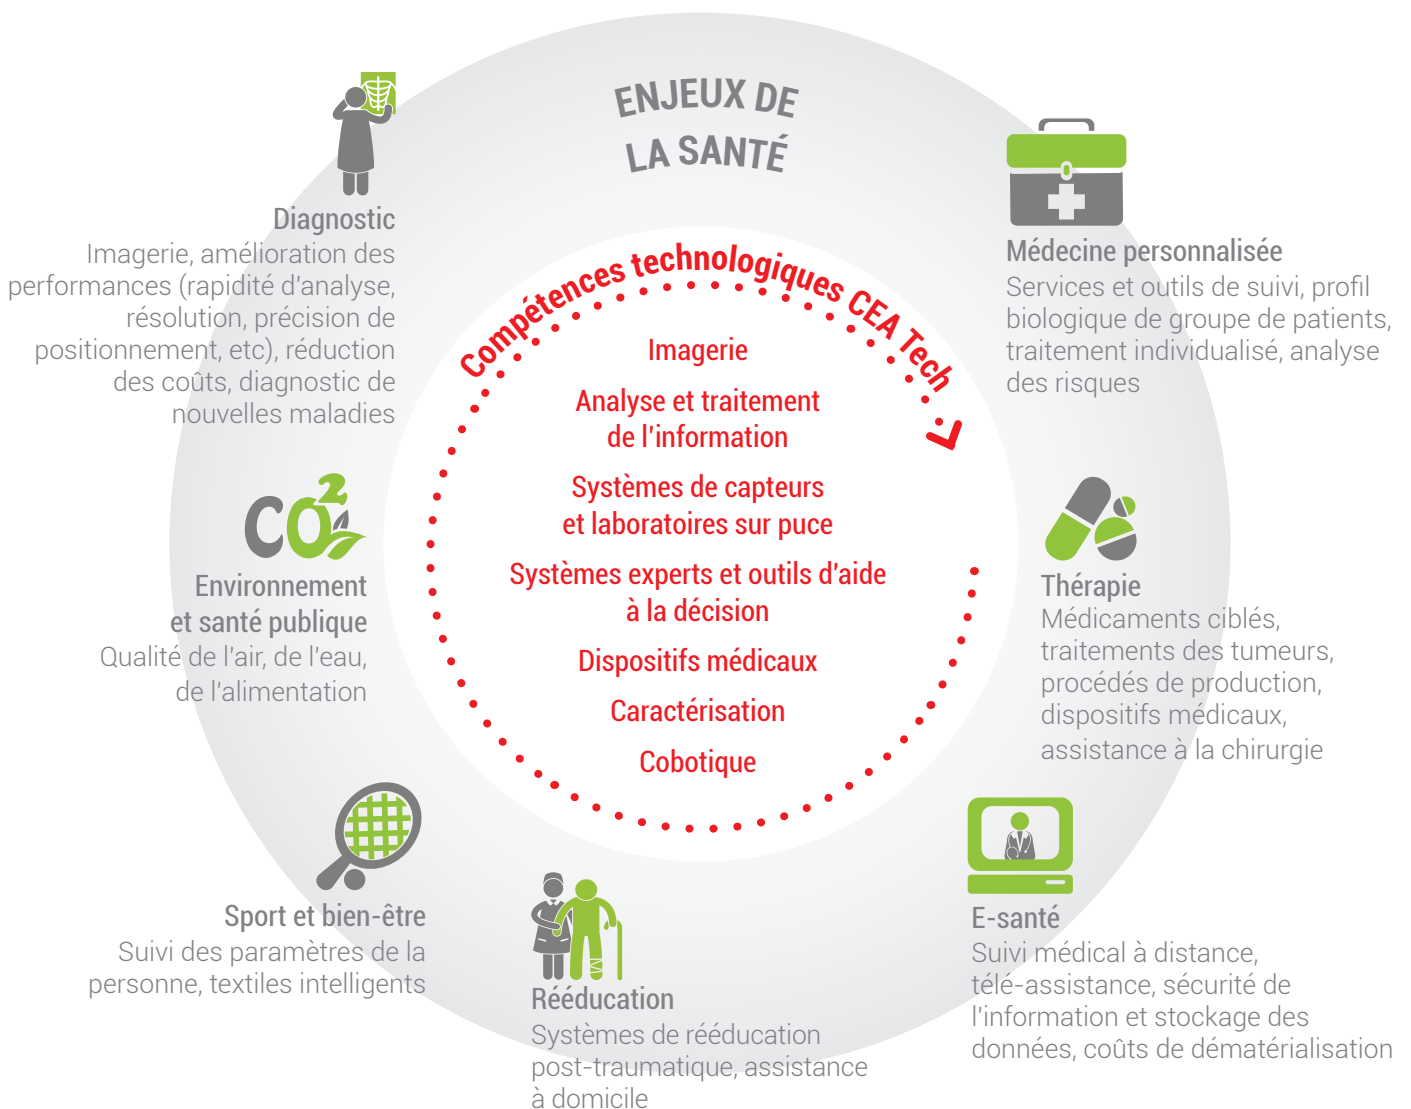 ENJEUX DE
LA SANTÉ
Diagnostic
Imagerie, amélioration des
performances (rapidité d'analyse,
résolution, précision de
positionnement, etc), réduction
des coûts, diagnostic de
nouvelles maladies
Médecine personnalisée
Services et outils de suivi, profil
biologique de groupe de patients,
traitement individualisé, analyse
des risques
Compétences technologiques CEA Tech
Imagerie
Analyse et traitement
de l'information
Systèmes de capteurs
et laboratoires sur puce
Systèmes experts et outils d'aide
à la décision
Dispositifs médicaux
Caractérisation
Cobotique
CO2
Environnement
et santé publique
Qualité de l'air, de l'eau,
de l'alimentation
Thérapie
Médicaments ciblés,
traitements des tumeurs,
procédés de production,
dispositifs médicaux,
assistance à la chirurgie
Sport et bien-être
Suivi des paramètres de la
personne, textiles intelligents
Rééducation
Systèmes de rééducation
post-traumatique, assistance
à domicile
E-santé
Suivi médical à distance,
télé-assistance, sécurité de
l'information et stockage des
données, coûts de dématérialisation